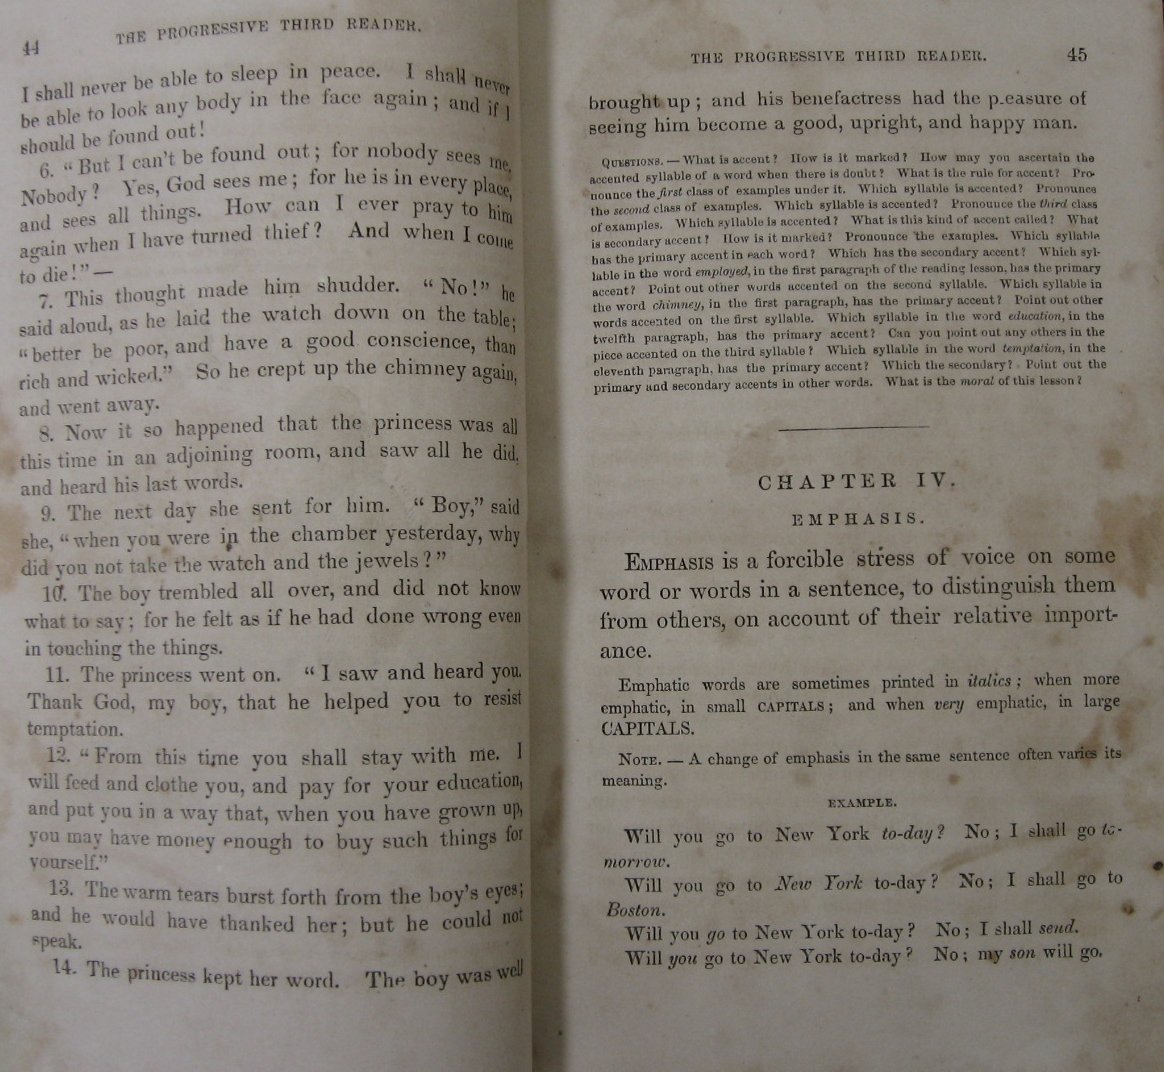 44 THE PROGRESSIVE THIRD READER.
I shall never be able to sleep in peace. I shall never
be able to look any body in the face again; and if I
should be found out!
6. "But I can't be found out; for nobody sees me.
Nobody? Yes, God sees me; for he is in every place,
and sees all things. How can I ever pray to him
again when I have turned thief? And when I come
to die!"—
7. This thought made him shudder. "No!" he
said aloud, as he laid the watch down on the table;
"better be poor, and have a good conscience, than
rich and wicked." So he crept up the chimney again,
and went away.
8. Now it so happened that the princess was all
this time in an adjoining room, and saw all he did,
and heard his last words.
9. The next day she sent for him. "Boy," said
she, "when you were in the chamber yesterday, why
did you not take the watch and the jewels?"
10. The boy trembled all over, and did not know
what to say; for he felt as if he had done wrong even
in touching the things.
11. The princess went on. "I saw and heard you.
Thank God, my boy, that he helped you to resist
temptation.
12. "From this time you shall stay with me. I
will feed and clothe you, and pay for your education,
and put you in a way that, when you have grown up,
you may have money enough to buy such things for
yourself."
13. The warm tears burst forth from the boy's eyes;
and he would have thanked her; but he could not
speak.
14. The princess kept her word. The boy was well
THE PROGRESSIVE THIRD READER. 45
brought up; and his benefactress had the pleasure of
seeing him become a good, upright, and happy man.
QUESTIONS.—What is accent? How is it marked? How may you ascertain the
accented syllable of a word when there is doubt? What is the rule for accent? Pro-
nounce the first class of examples under it. Which syllable is accented? Pronounce
the second class of examples. Which syllable is accented? Pronounce the third class
of examples. Which syllable is accented? What is this kind of accent called? What
is secondary accent? How is it marked? Pronounce the examples. Which syllable
has the primary accent in each word? Which has the secondary accent? Which syl-
lable in the word employed, in the first paragraph of the reading lesson, has the primary
accent? Point out other words accented on the second syllable. Which syllable in
the word chimney, in the first paragraph, has the primary accent? Point out other
words accented on the first syllable. Which syllable in the word education, in the
twelfth paragraph, has the primary accent? Can you point out any others in the
piece accented on the third syllable? Which syllable in the word temptation, in the
eleventh paragraph, has the primary accent? Which the secondary? Point out the
primary and secondary accents in other words. What is the moral of this lesson?
CHAPTER IV.
EMPHASIS.
EMPHASIS is a forcible stress of voice on some
word or words in a sentence, to distinguish them
from others, on account of their relative import-
ance.
Emphatic words are sometimes printed in italics; when more
emphatic, in small CAPITALS; and when very emphatic, in large
CAPITALS.
NOTE.—A change of emphasis in the same sentence often varies its
meaning.
EXAMPLE.
Will you go to New York to-day? No; I shall go to-
morrow.
Will you go to New York to-day? No; I shall go to
Boston.
Will you go to New York to-day? No; I shall send.
Will you go to New York to-day? No; my son will go.